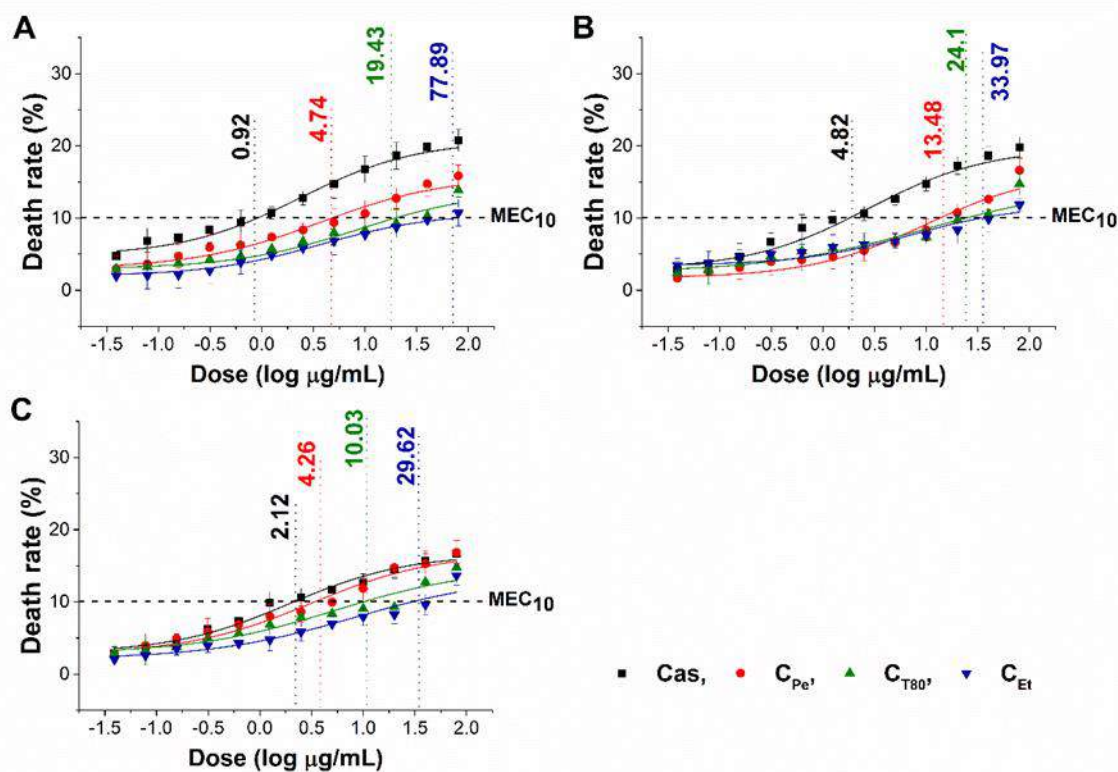 A
Death rate (%)
30
20
10
0
0.92
4.74
19.43
77.89
MEC10
-1.5 -1.0 -0.5 0.0 0.5 1.0 1.5 2.0
Dose (log μg/mL)
B
Death rate (%)
30
20
10
0
4.82
13.48
24.1
33.97
MEC10
-1.5 -1.0 -0.5 0.0 0.5 1.0 1.5 2.0
Dose (log μg/mL)
C
Death rate (%)
30
20
10
0
2.12
4.26
10.03
29.62
MEC10
-1.5 -1.0 -0.5 0.0 0.5 1.0 1.5 2.0
Dose (log μg/mL)
Cas, CPe, CT80, CEt